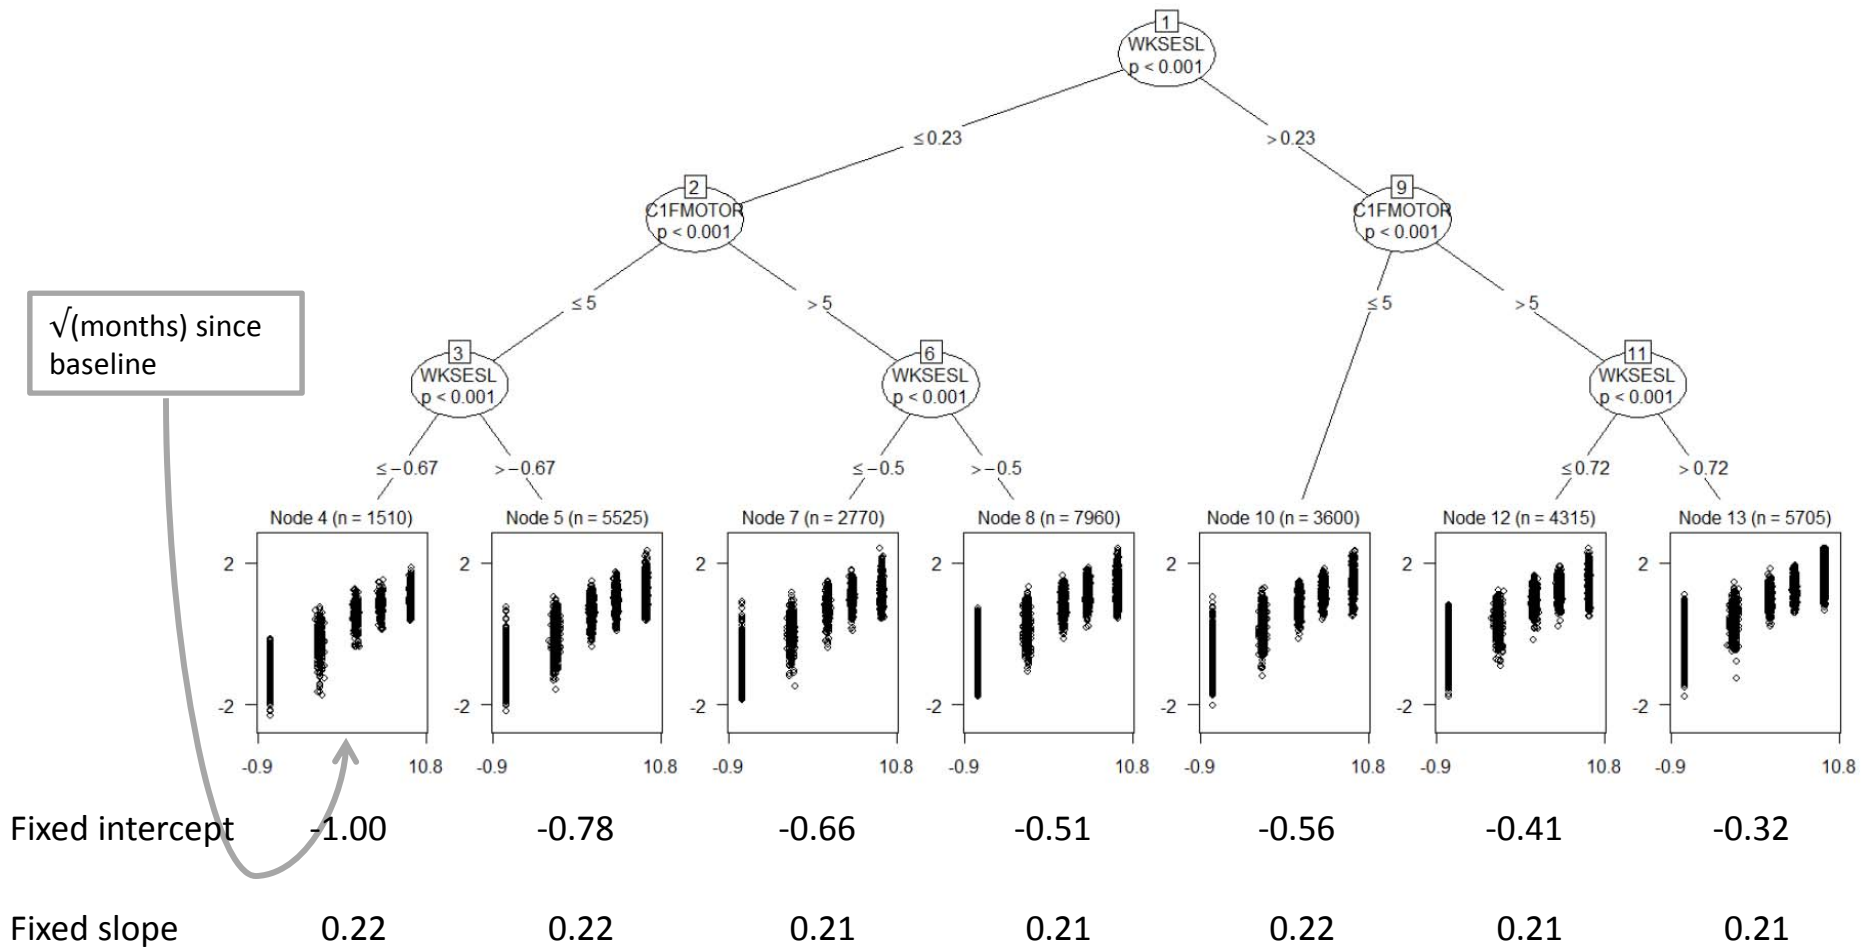 1
WKSESL
p < 0.001
≤ 0.23
> 0.23
2
C1FMOTOR
p < 0.001
9
C1FMOTOR
p < 0.001
≤ 5
> 5
≤ 5
> 5
√(months) since
baseline
3
WKSESL
p < 0.001
6
WKSESL
p < 0.001
11
WKSESL
p < 0.001
≤ −0.67
> −0.67
≤ −0.5
> −0.5
≤ 0.72
> 0.72
Node 4 (n = 1510)
Node 5 (n = 5525)
Node 7 (n = 2770)
Node 8 (n = 7960)
Node 10 (n = 3600)
Node 12 (n = 4315)
Node 13 (n = 5705)
2 2 2 2 2 2 2
-2 -2 -2 -2 -2 -2 -2
-0.9 10.8 -0.9 10.8 -0.9 10.8 -0.9 10.8 -0.9 10.8 -0.9 10.8 -0.9 10.8
Fixed intercept -1.00 -0.78 -0.66 -0.51 -0.56 -0.41 -0.32
Fixed slope 0.22 0.22 0.21 0.21 0.22 0.21 0.21